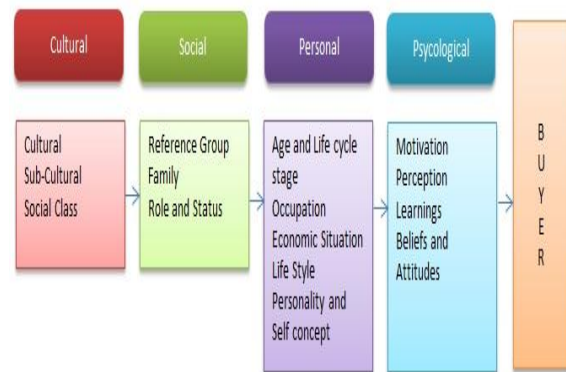 Cultural
Social
Personal
Psycological
Cultural
Sub-Cultural
Social Class
Reference Group
Family
Role and Status
Age and Life cycle
stage
Occupation
Economic Situation
Life Style
Personality and
Self concept
Motivation
Perception
Learnings
Beliefs and
Attitudes
B
U
Y
E
R